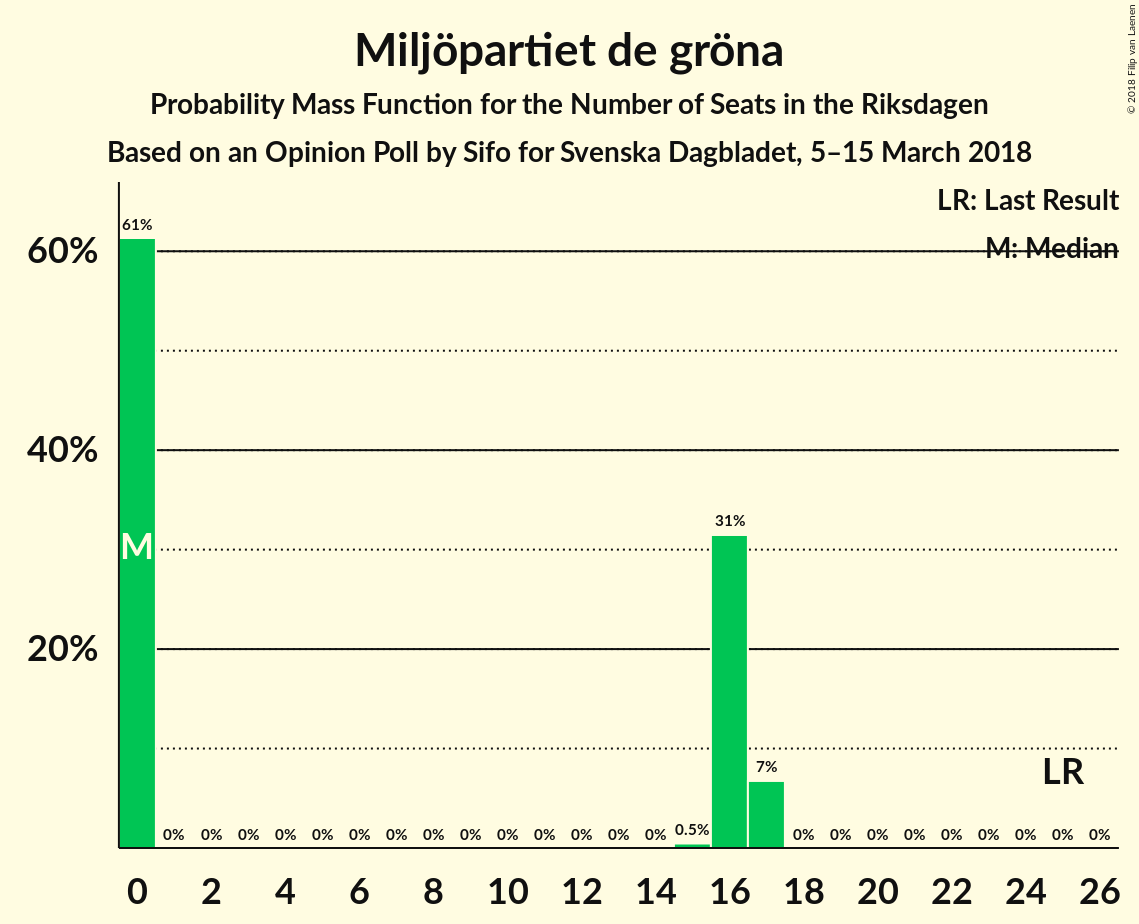 Miljöpartiet de gröna
Probability Mass Function for the Number of Seats in the Riksdagen
Based on an Opinion Poll by Sifo for Svenska Dagbladet, 5–15 March 2018
© 2018 Filip van Laenen
LR: Last Result
M: Median
60%
40%
20%
61%
M
0% 0% 0% 0% 0% 0% 0% 0% 0% 0% 0% 0% 0% 0% 0.5%
31%
7%
0% 0% 0% 0% 0% 0% 0% 0% 0%
LR
0 2 4 6 8 10 12 14 16 18 20 22 24 26